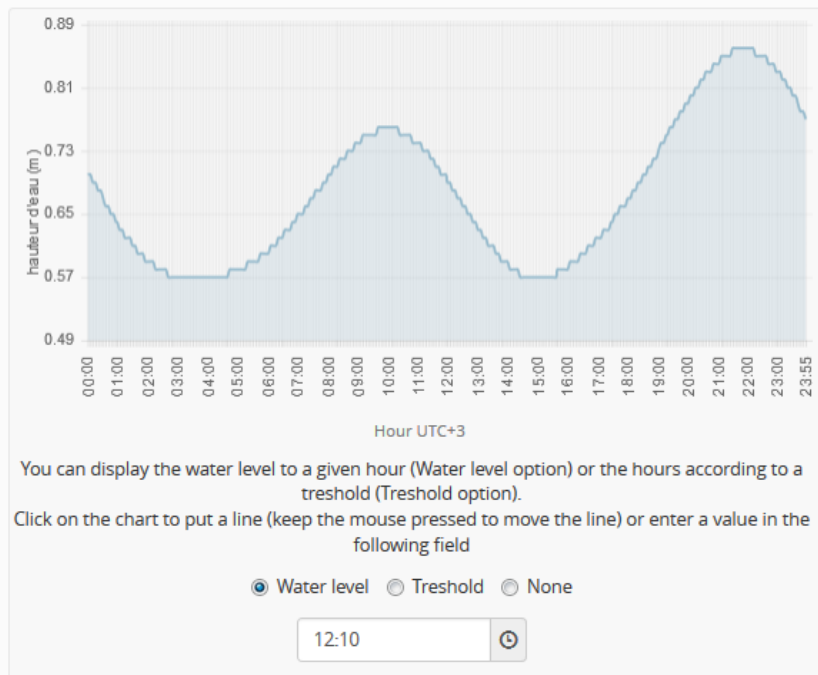 0.89
0.81
0.73
0.65
0.57
0.49
hauteur d'eau (m )
00:00 01:00 02:00 03:00 04:00 05:00 06:00 07:00 08:00 09:00 10:00 11:00 12:00 13:00 14:00 15:00 16:00 17:00 18:00 19:00 20:00 21:00 22:00 23:00 23:55
Hour UTC+3
You can display the water level to a given hour (Water level option) or the hours according to a
treshold (Treshold option).
Click on the chart to put a line (keep the mouse pressed to move the line) or enter a value in the
following field
Water level Treshold None
12:10